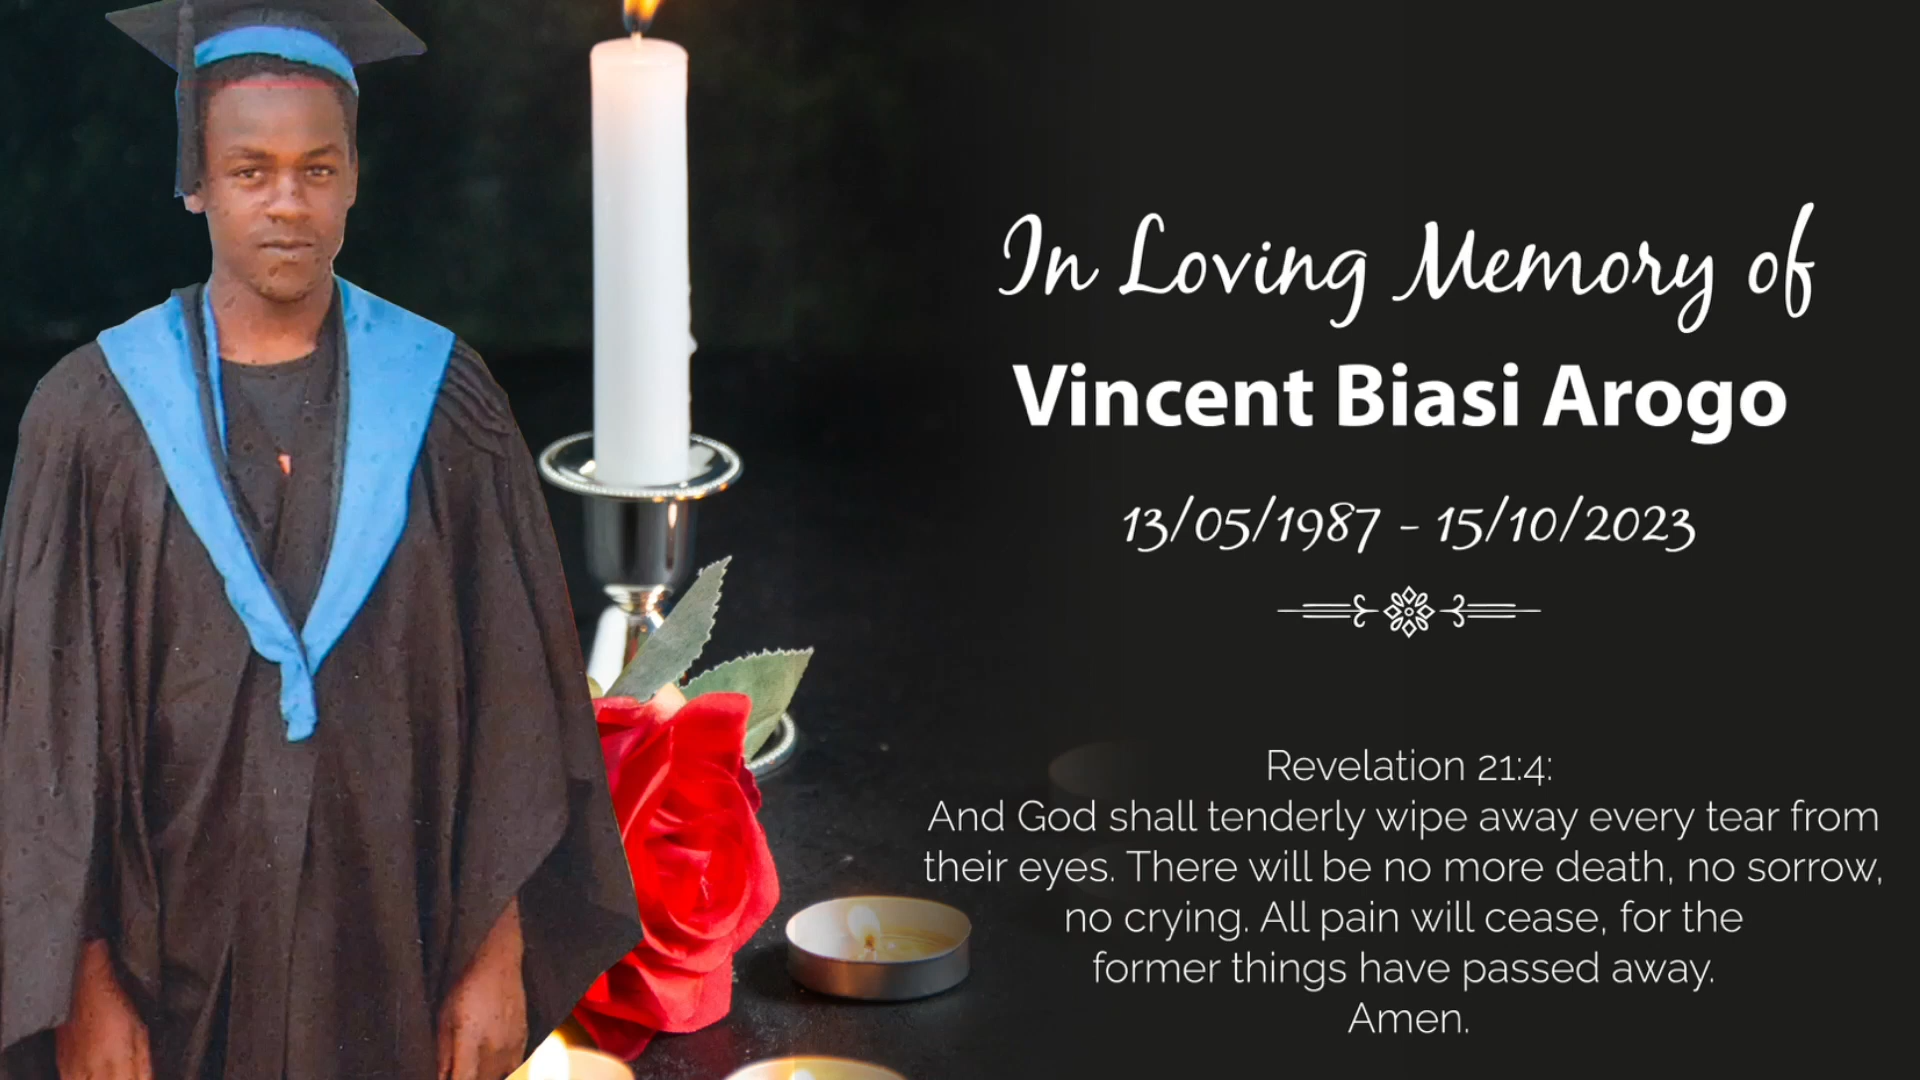 In Loving Memory of
Vincent Biasi Arogo
13/05/1987 - 15/10/2023
Revelation 21:4:
And God shall tenderly wipe away every tear from
their eyes. There will be no more death, no sorrow,
no crying. All pain will cease, for the
former things have passed away.
Amen.